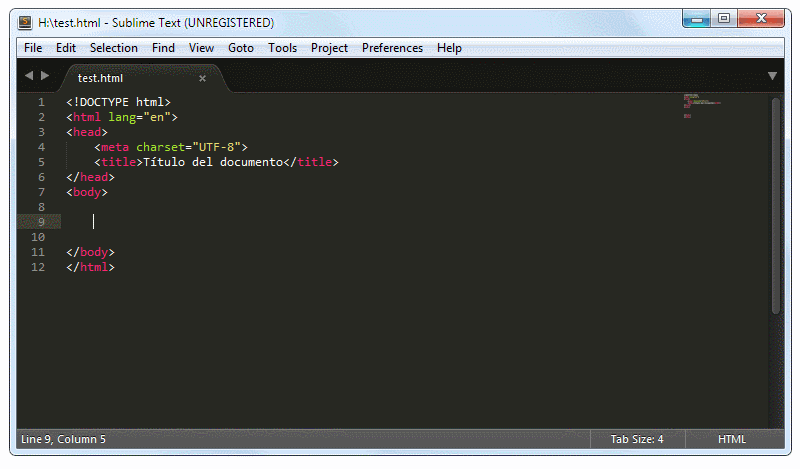 H:\test.html - Sublime Text (UNREGISTERED)
File Edit Selection Find View Goto Tools Project Preferences Help
test.html
1 <!DOCTYPE html>
2 <html lang="en">
3 <head>
4 <meta charset="UTF-8">
5 <title>Título del documento</title>
6 </head>
7 <body>
8
9
10
11 </body>
12 </html>
Line 9, Column 5 Tab Size: 4 HTML